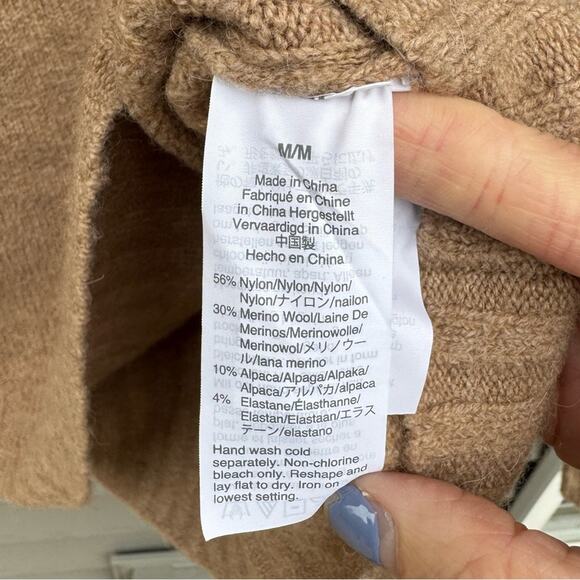 M/M
Made in China
Fabriqué en Chine
in China Hergestellt
Vervaardigd in China
中国製
Hecho en China
56% Nylon/Nylon/Nylon/
Nylon/ナイロン/nailon
30% Merino Wool/Laine De
Merinos/Merinowolle/
Merinowol/メリノウー
ル/lana merino
10% Alpaca/Alpaga/Alpaka/
Alpaca/アルパカ/alpaca
4% Elastane/Élasthanne/
Elastan/Elastaan/エラス
テーン/elastano
Hand wash cold
separately. Non-chlorine
bleach only. Reshape and
lay flat to dry. Iron on
lowest setting.